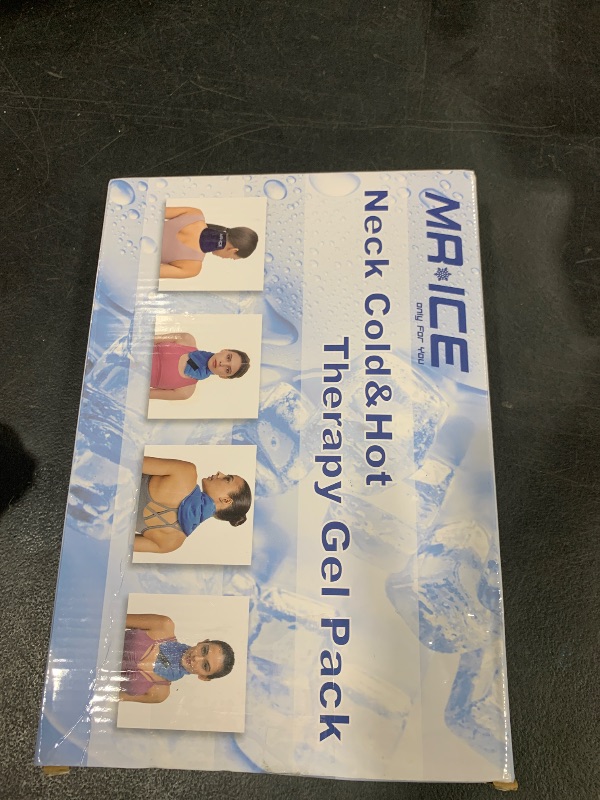 MR ICE
only For You
Neck Cold&Hot
Therapy Gel Pack